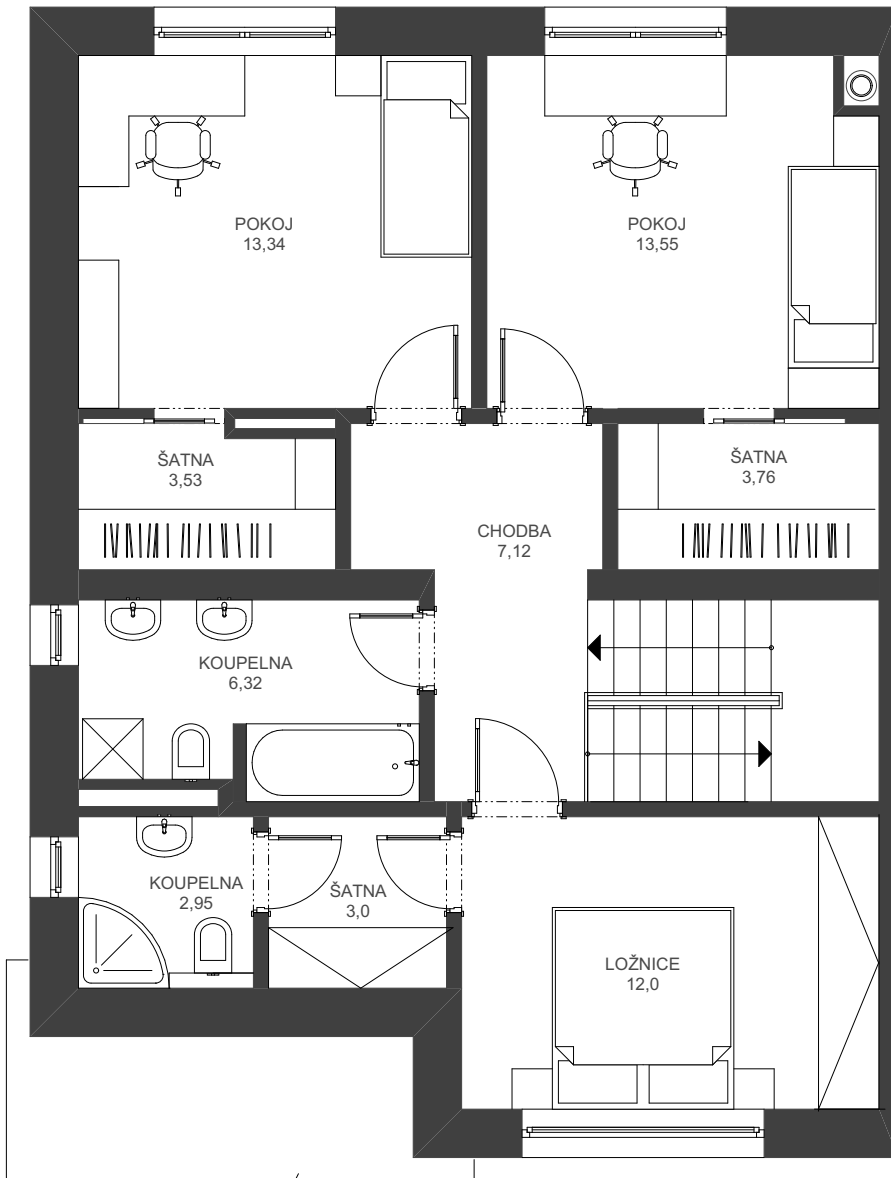 POKOJ
13,34
POKOJ
13,55
ŠATNA
3,53
ŠATNA
3,76
CHODBA
7,12
KOUPELNA
6,32
KOUPELNA
2,95
ŠATNA
3,0
LOŽNICE
12,0